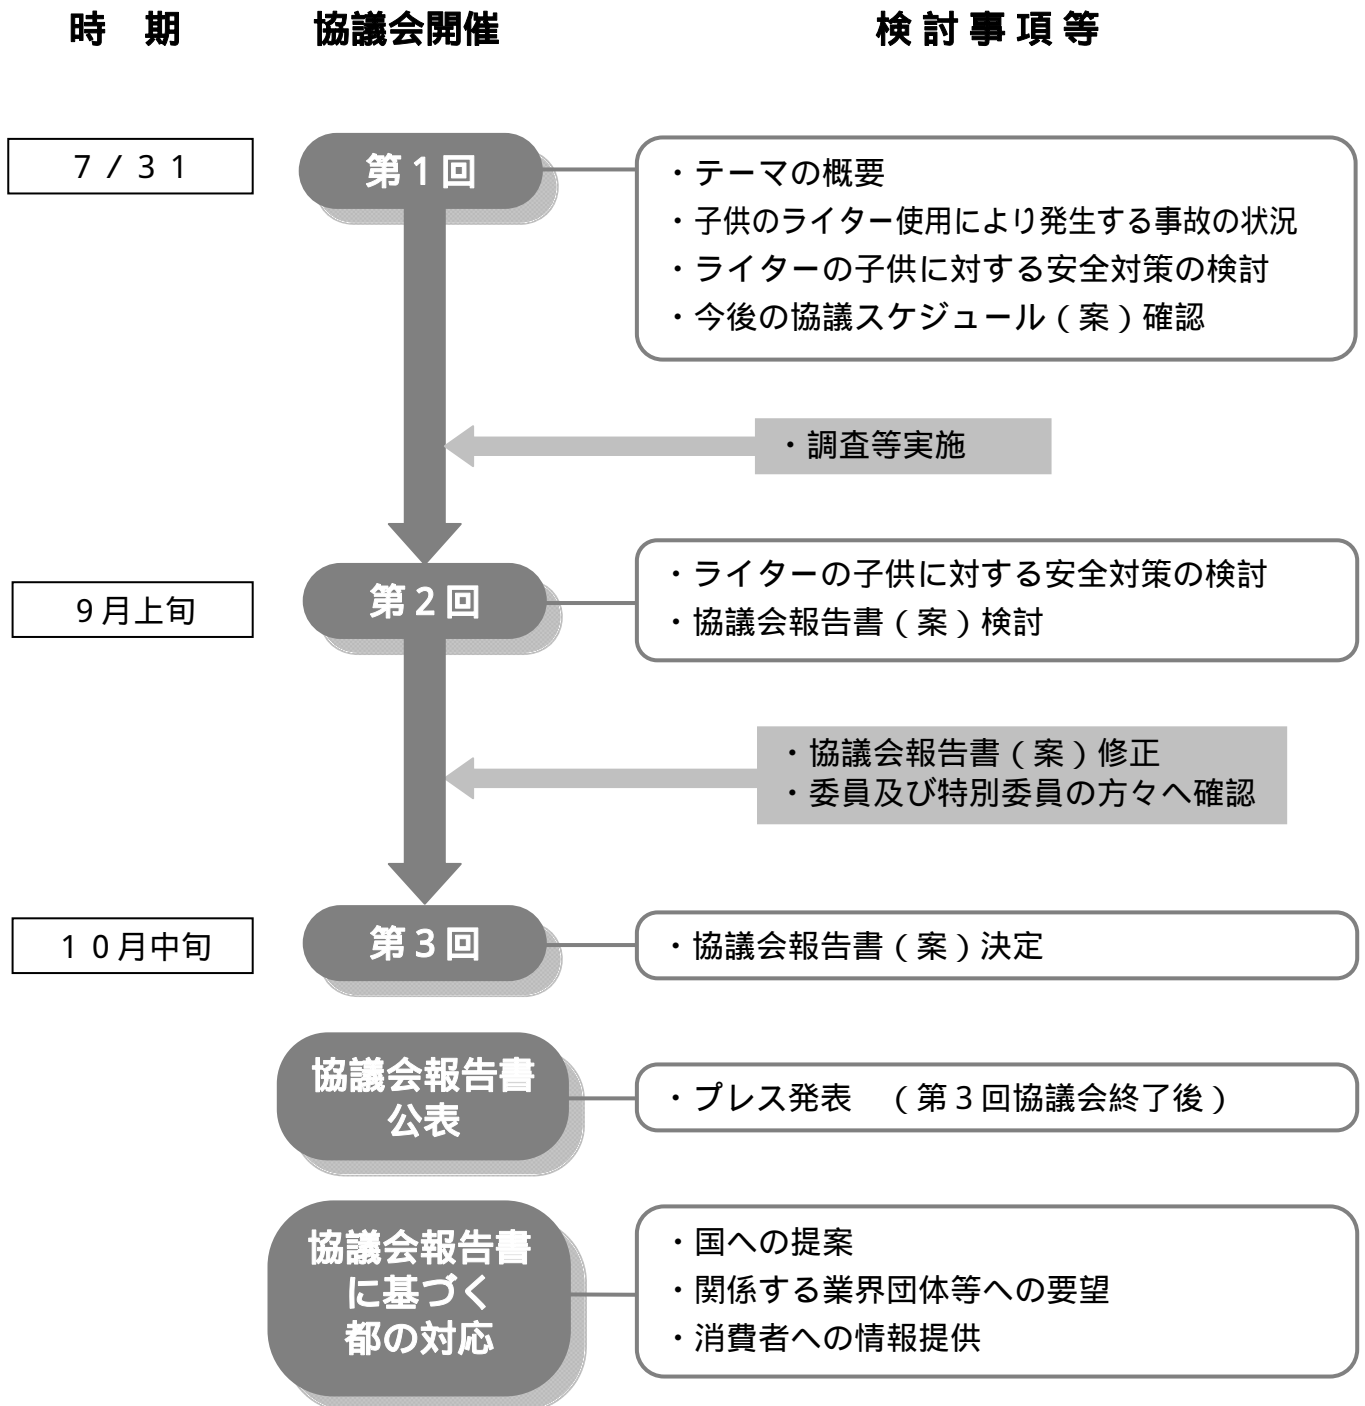 時　期　協議会開催　検 討 事 項 等
７／３１
第１回
・テーマの概要
・子供のライター使用により発生する事故の状況
・ライターの子供に対する安全対策の検討
・今後の協議スケジュール（案）確認
・調査等実施
９月上旬
第２回
・ライターの子供に対する安全対策の検討
・協議会報告書（案）検討
・協議会報告書（案）修正
・委員及び特別委員の方々へ確認
１０月中旬
第３回
・協議会報告書（案）決定
協議会報告書
公表
・プレス発表　（第３回協議会終了後）
協議会報告書
に基づく
都の対応
・国への提案
・関係する業界団体等への要望
・消費者への情報提供